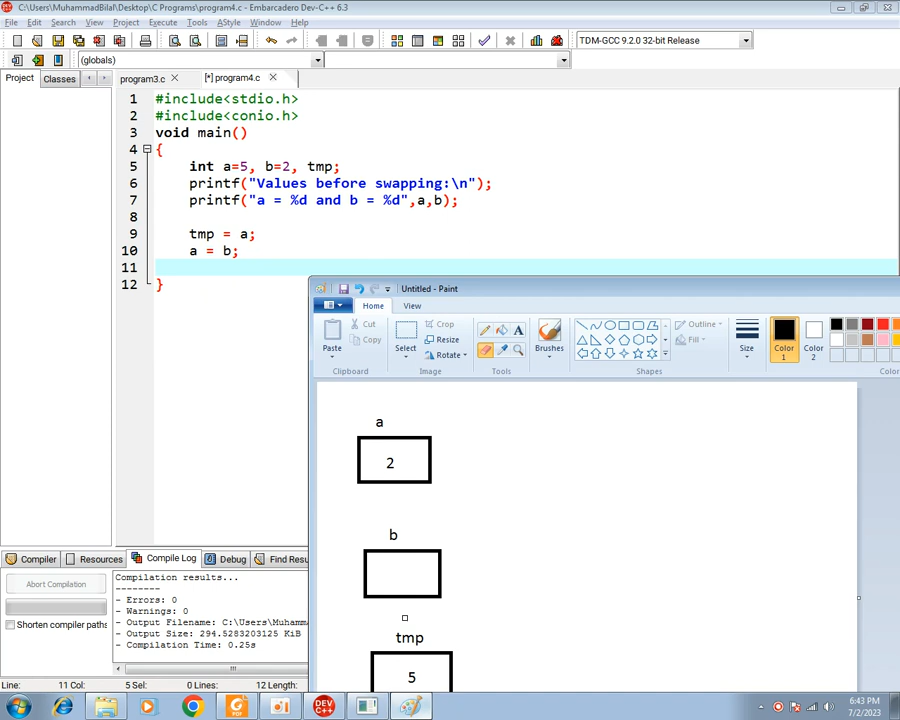 C:\Users\MuhammadBilal\Desktop\C Programs\program4.c - Embarcadero Dev-C++ 6.3
File Edit Search View Project Execute Tools AStyle Window Help
TDM-GCC 9.2.0 32-bit Release
(globals)
Project Classes program3.c [*] program4.c
1 #include<stdio.h>
2 #include<conio.h>
3 void main()
4 {
5 int a=5, b=2, tmp;
6 printf("Values before swapping:\n");
7 printf("a = %d and b = %d",a,b);
8
9 tmp = a;
10 a = b;
11
12 }
Untitled - Paint
Home View
Paste Cut Copy
Select Crop Resize Rotate
Brushes
Outline Fill
Size
Color 1
Color 2
Clipboard Image Tools Shapes Color
a
2
b
tmp
5
Compiler Resources Compile Log Debug Find Resu
Abort Compilation
Shorten compiler paths
Compilation results...
--------
- Errors: 0
- Warnings: 0
- Output Filename: C:\Users\Muhamm
- Output Size: 294.5283203125 KiB
- Compilation Time: 0.25s
Line: 11 Col: 5 Sel: 0 Lines: 12 Length:
PDF
DEV C++
6:43 PM
7/2/2023